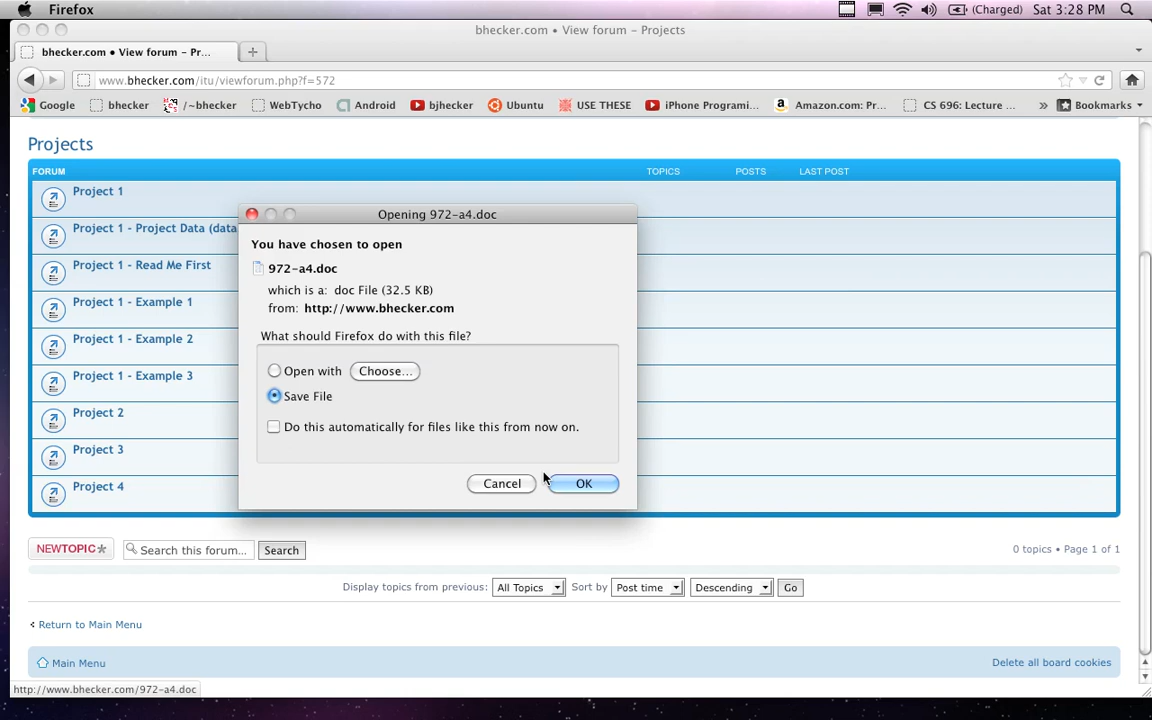 Firefox
(Charged) Sat 3:28 PM
bhecker.com • View forum - Projects
bhecker.com • View forum - Pr...
www.bhecker.com/itu/viewforum.php?f=572
Google bhecker /~bhecker WebTycho Android bjhecker Ubuntu USE THESE iPhone Programi... Amazon.com: Pr... CS 696: Lecture ... » Bookmarks
Projects
FORUM TOPICS POSTS LAST POST
Project 1
Project 1 - Project Data (data
Project 1 - Read Me First
Project 1 - Example 1
Project 1 - Example 2
Project 1 - Example 3
Project 2
Project 3
Project 4
Opening 972-a4.doc
You have chosen to open
972-a4.doc
which is a: doc File (32.5 KB)
from: http://www.bhecker.com
What should Firefox do with this file?
Open with Choose...
Save File
Do this automatically for files like this from now on.
Cancel OK
NEWTOPIC* Search this forum... Search 0 topics • Page 1 of 1
Display topics from previous: All Topics Sort by Post time Descending Go
Return to Main Menu
Main Menu Delete all board cookies
http://www.bhecker.com/972-a4.doc